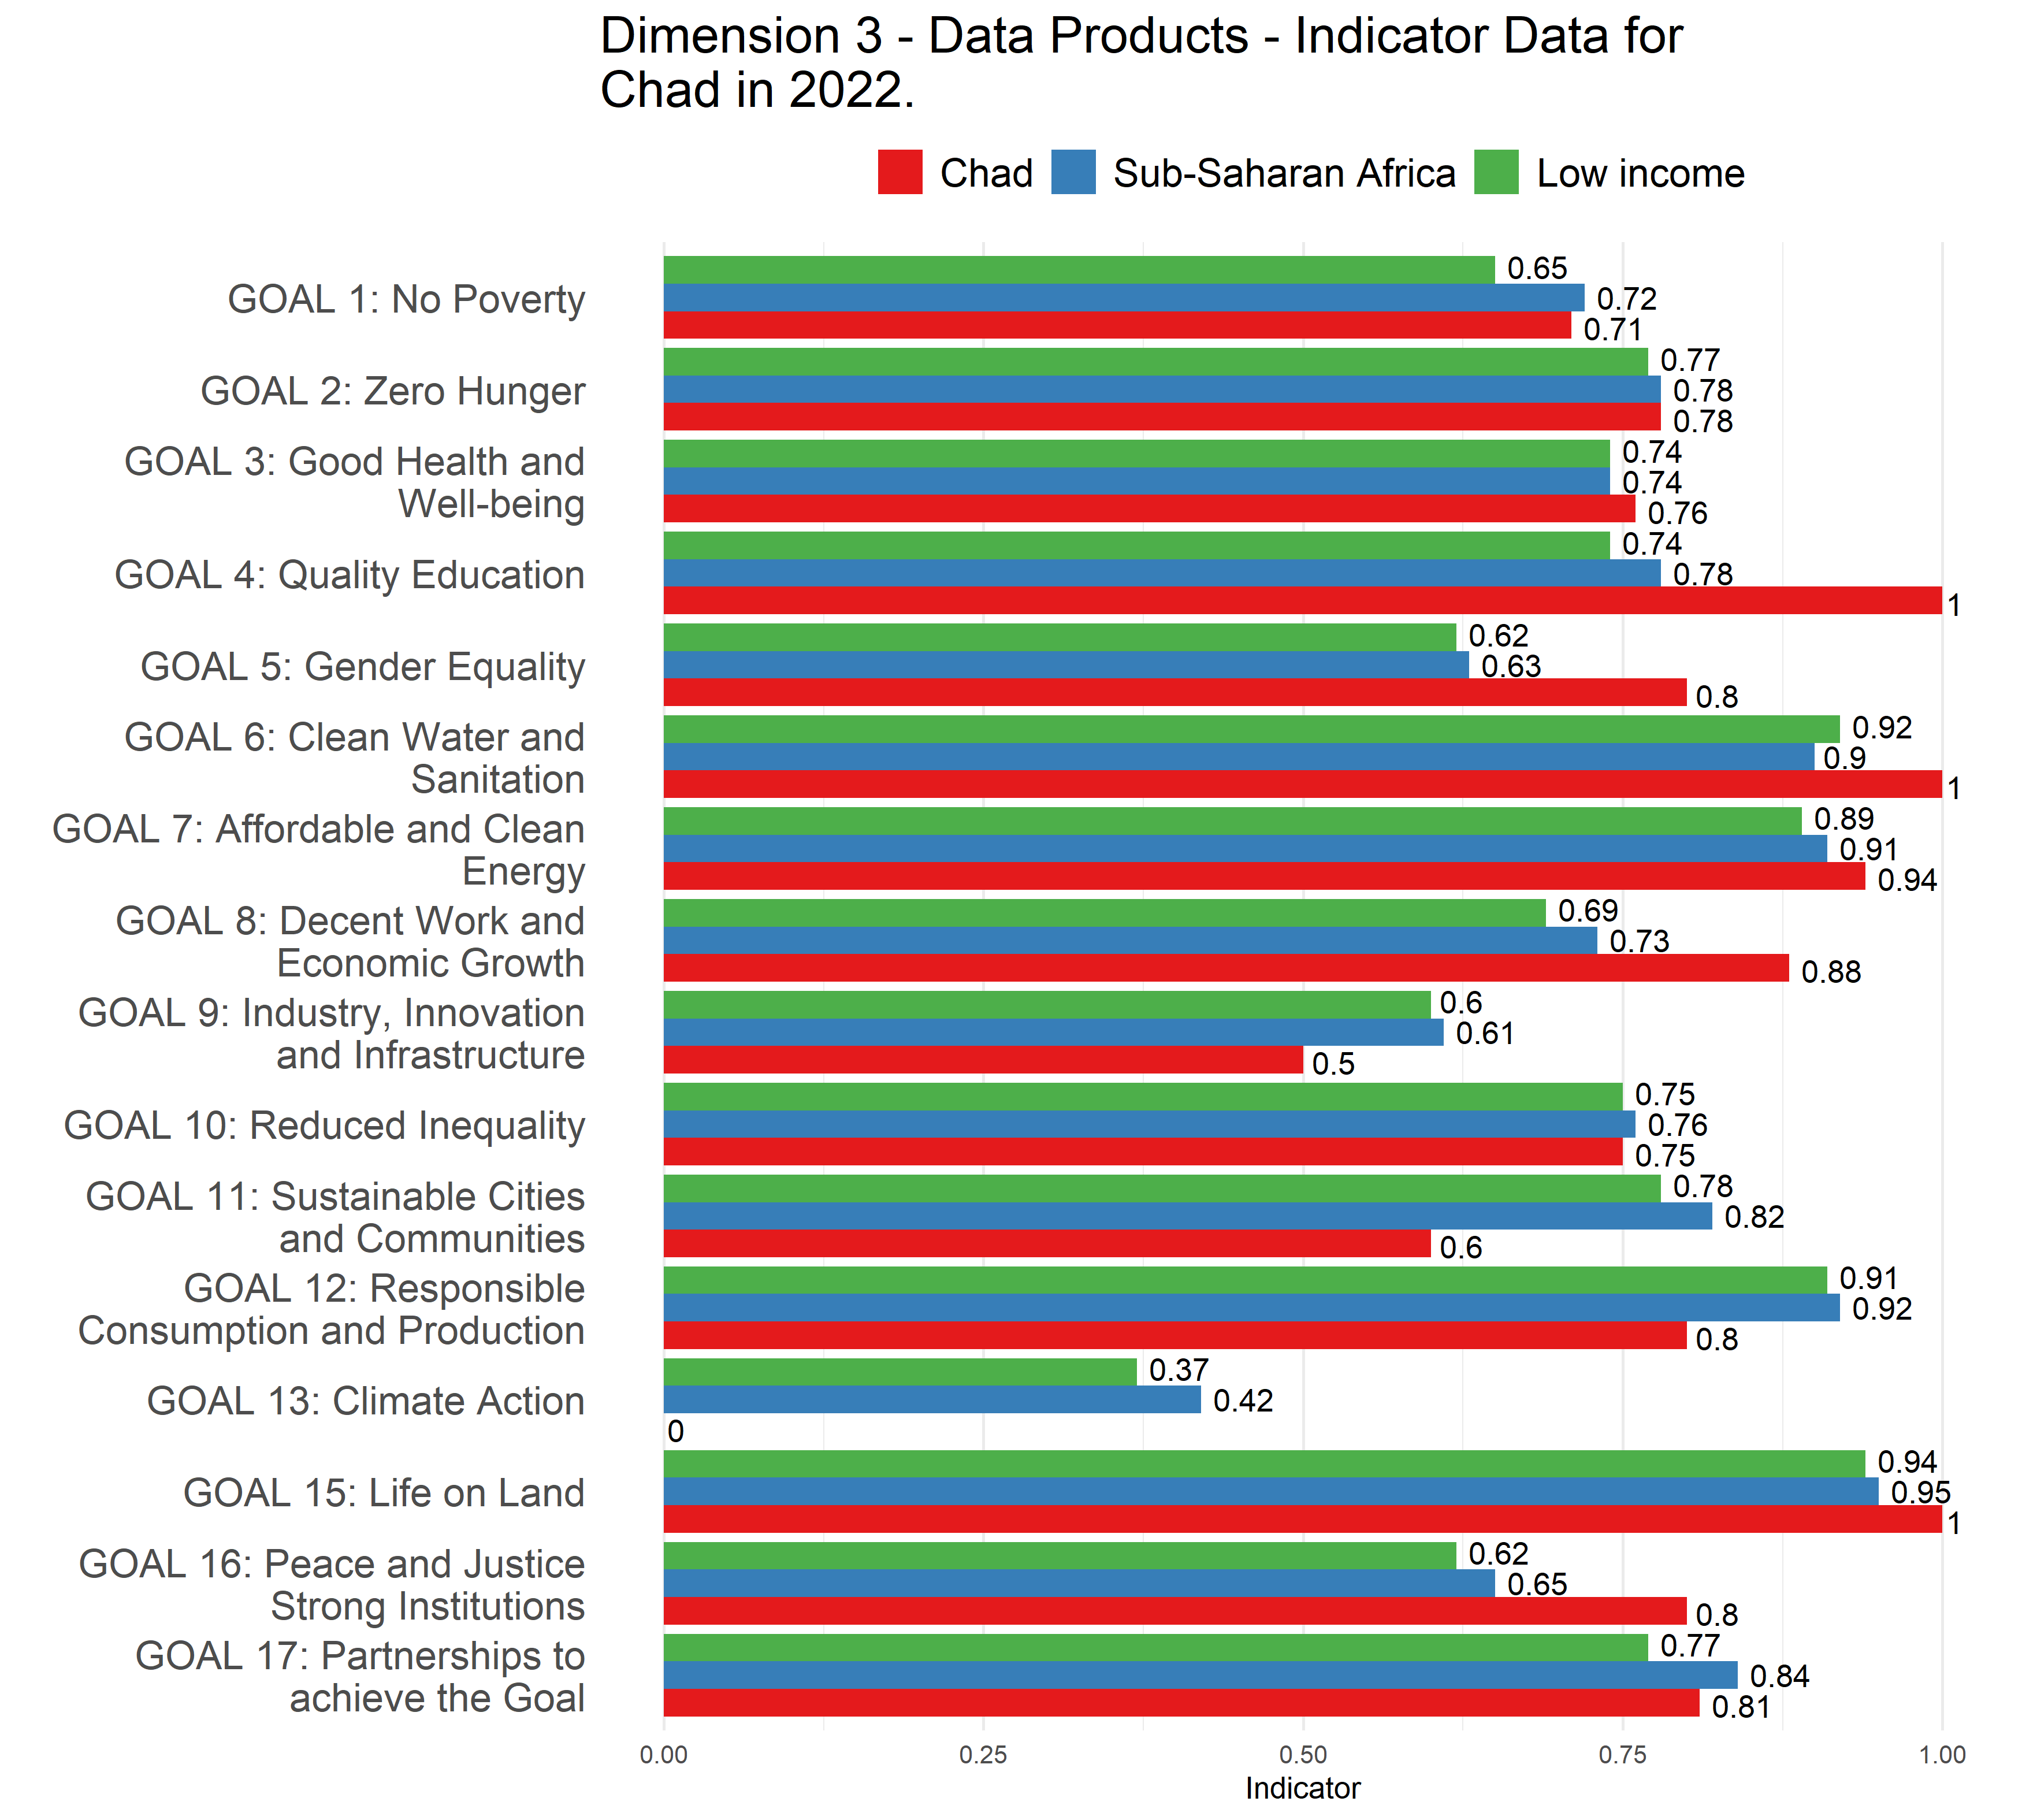 Dimension 3 - Data Products - Indicator Data for
Chad in 2022.
Chad
Sub-Saharan Africa
Low income
GOAL 1: No Poverty
0.65
0.72
0.71
GOAL 2: Zero Hunger
0.77
0.78
0.78
GOAL 3: Good Health and
Well-being
0.74
0.74
0.76
GOAL 4: Quality Education
0.74
0.78
1
GOAL 5: Gender Equality
0.62
0.63
0.8
GOAL 6: Clean Water and
Sanitation
0.92
0.9
1
GOAL 7: Affordable and Clean
Energy
0.89
0.91
0.94
GOAL 8: Decent Work and
Economic Growth
0.69
0.73
0.88
GOAL 9: Industry, Innovation
and Infrastructure
0.6
0.61
0.5
GOAL 10: Reduced Inequality
0.75
0.76
0.75
GOAL 11: Sustainable Cities
and Communities
0.78
0.82
0.6
GOAL 12: Responsible
Consumption and Production
0.91
0.92
0.8
GOAL 13: Climate Action
0.37
0.42
0
GOAL 15: Life on Land
0.94
0.95
1
GOAL 16: Peace and Justice
Strong Institutions
0.62
0.65
0.8
GOAL 17: Partnerships to
achieve the Goal
0.77
0.84
0.81
0.00
0.25
0.50
0.75
1.00
Indicator